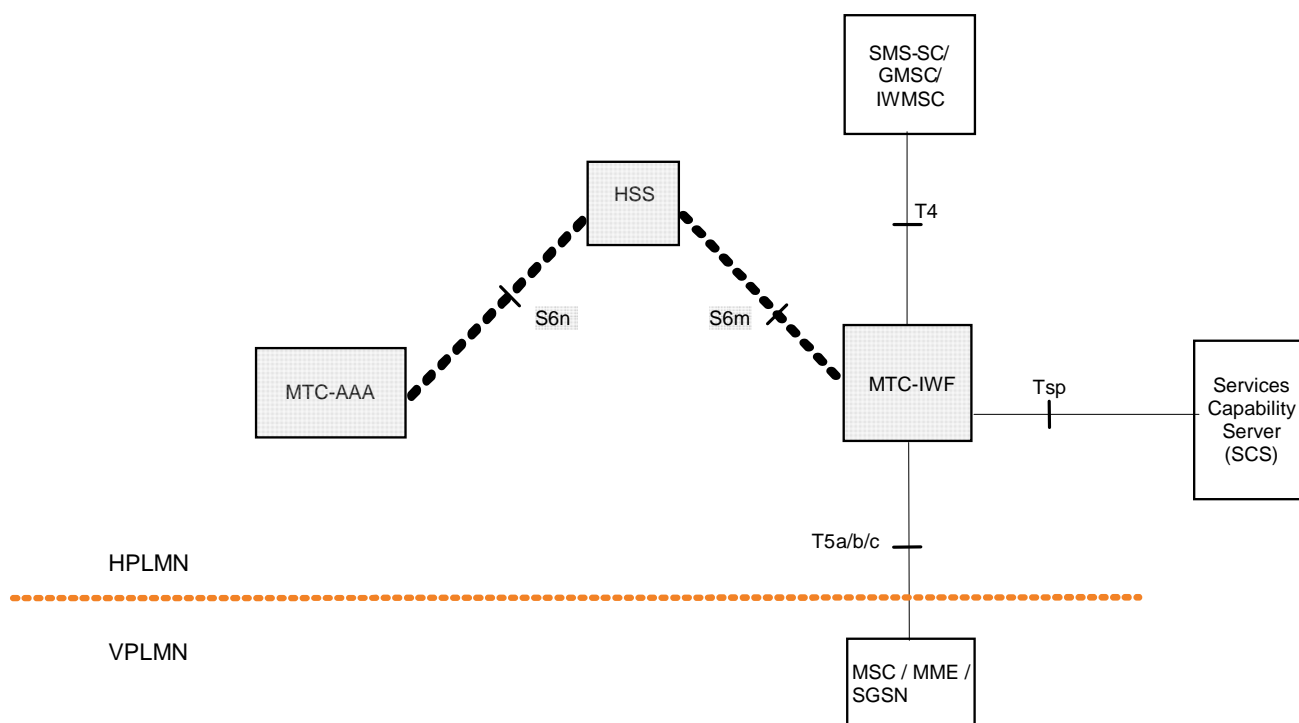 SMS-SC/
GMSC/
IWMSC
HSS
T4
S6n
S6m
MTC-AAA
MTC-IWF
Tsp
Services
Capability
Server
(SCS)
T5a/b/c
HPLMN
VPLMN
MSC / MME /
SGSN